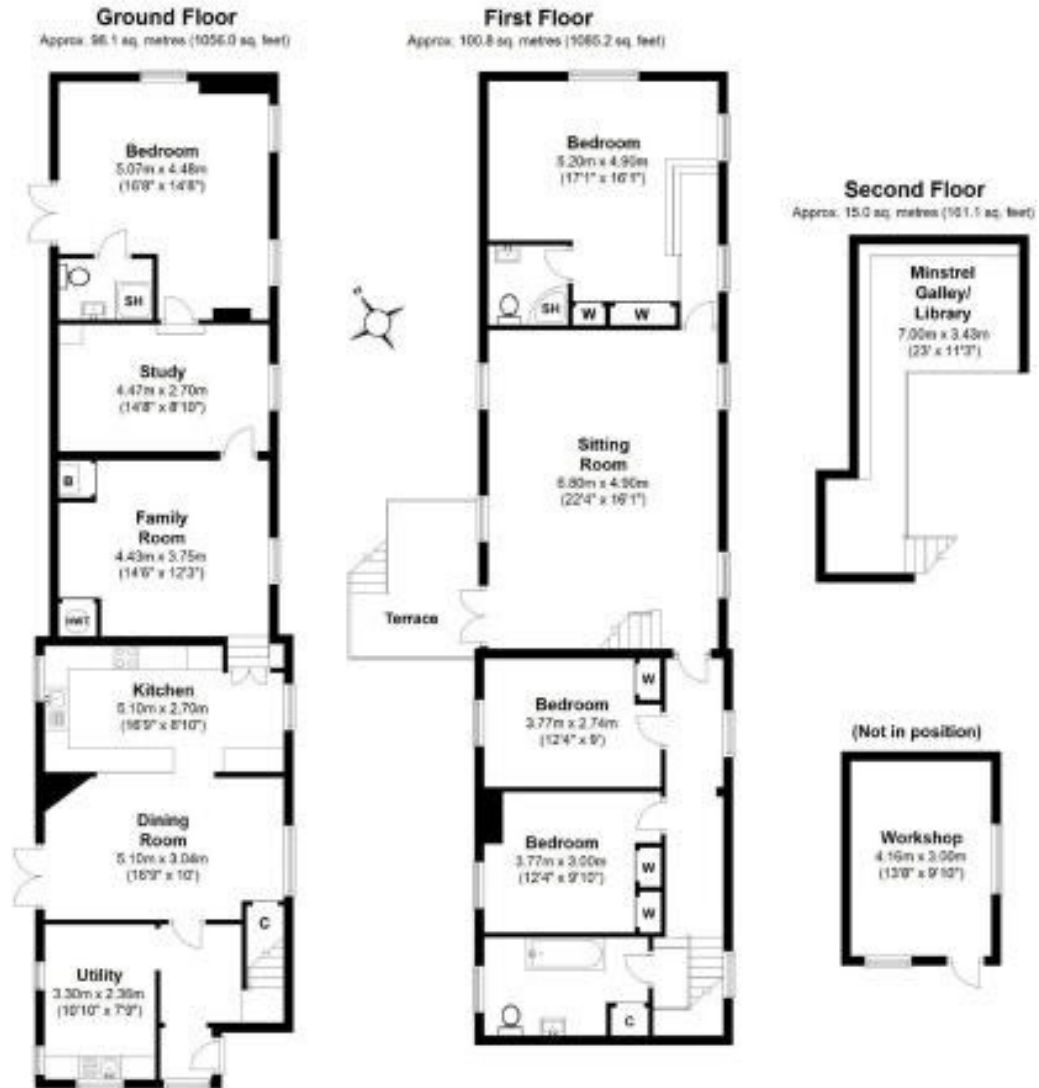 Ground Floor
Approx. 98.1 sq. metres (1056.0 sq. feet)
Bedroom
5.07m x 4.48m
(16'8" x 14'8")
SH
Study
4.47m x 2.70m
(14'8" x 8'10")
B
Family
Room
4.43m x 3.75m
(14'6" x 12'3")
HWT
Kitchen
5.10m x 2.70m
(16'9" x 8'10")
Dining
Room
5.10m x 3.04m
(16'9" x 10')
C
Utility
3.30m x 2.36m
(10'10" x 7'9")
First Floor
Approx. 100.8 sq. metres (1085.2 sq. feet)
Bedroom
5.20m x 4.90m
(17'1" x 16'1")
SH
W
W
Sitting
Room
6.80m x 4.90m
(22'4" x 16'1")
Terrace
Bedroom
3.77m x 2.74m
(12'4" x 9')
W
Bedroom
3.77m x 3.00m
(12'4" x 9'10")
W
W
C
Second Floor
Approx. 15.0 sq. metres (161.1 sq. feet)
Minstrel
Galley/
Library
7.00m x 3.43m
(23' x 11'3")
(Not in position)
Workshop
4.16m x 3.00m
(13'8" x 9'10")